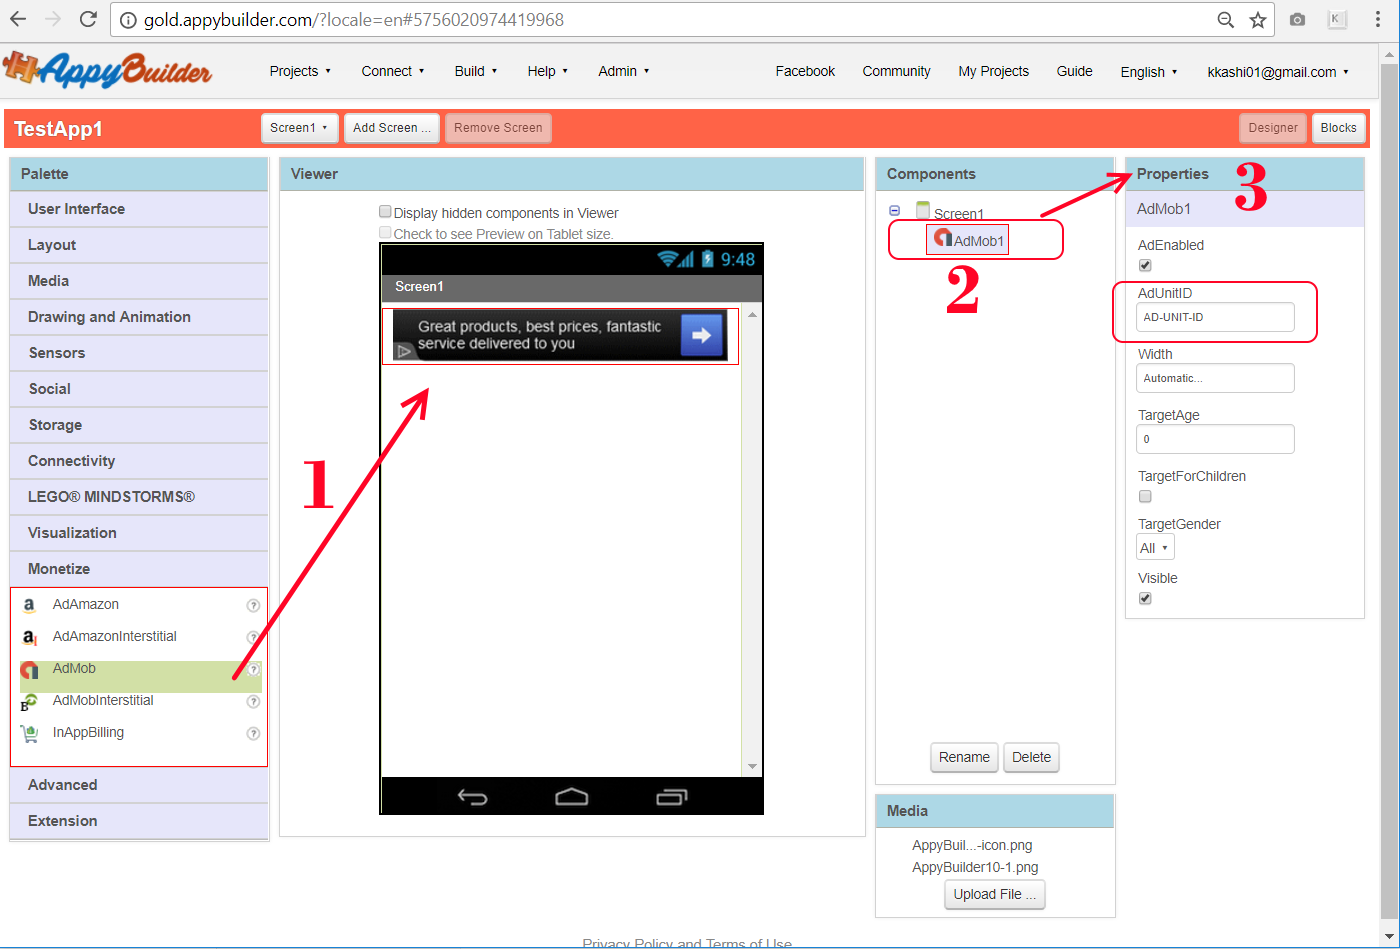 gold.appybuilder.com/?locale=en#5756020974419968
K
AppyBuilder
Projects
Connect
Build
Help
Admin
Facebook
Community
My Projects
Guide
English
kkashi01@gmail.com
TestApp1
Screen1
Add Screen ...
Remove Screen
Designer
Blocks
Palette
User Interface
Layout
Media
Drawing and Animation
Sensors
Social
Storage
Connectivity
LEGO® MINDSTORMS®
Visualization
Monetize
AdAmazon
AdAmazonInterstitial
AdMob
AdMobInterstitial
InAppBilling
Advanced
Extension
Viewer
Display hidden components in Viewer
Check to see Preview on Tablet size.
9:48
Screen1
Great products, best prices, fantastic
service delivered to you
1
Components
Screen1
AdMob1
2
Rename
Delete
Media
AppyBuil...-icon.png
AppyBuilder10-1.png
Upload File ...
Properties
3
AdMob1
AdEnabled
AdUnitID
AD-UNIT-ID
Width
Automatic...
TargetAge
0
TargetForChildren
TargetGender
All
Visible
Privacy Policy and Terms of Use